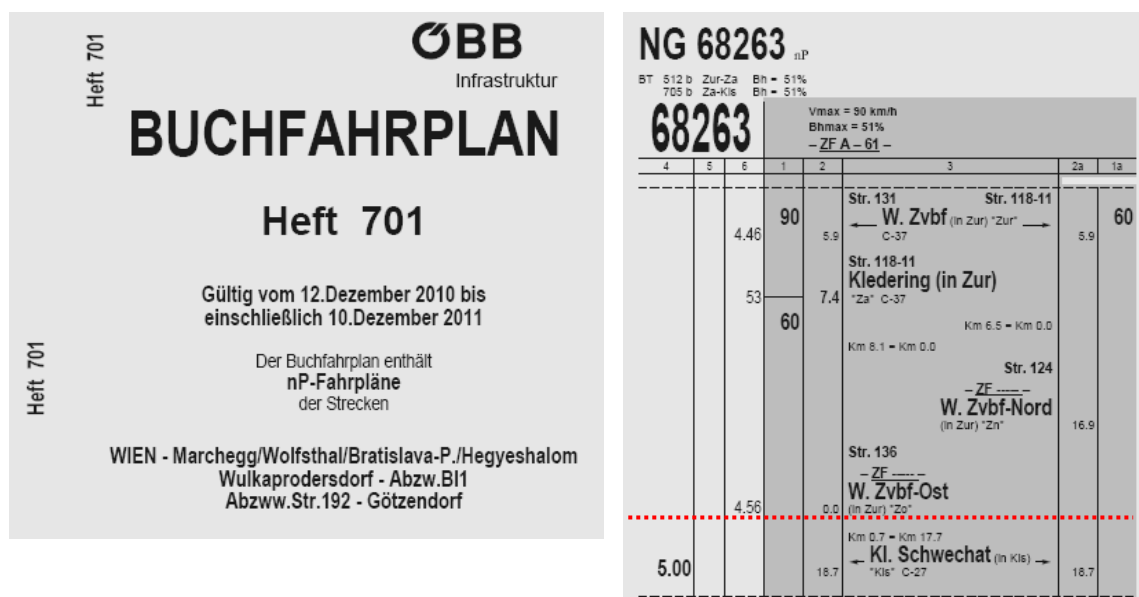 Heft 701
ÖBB
Infrastruktur
BUCHFAHRPLAN
Heft 701
Gültig vom 12.Dezember 2010 bis
einschließlich 10.Dezember 2011
Heft 701
Der Buchfahrplan enthält
nP-Fahrpläne
der Strecken
WIEN - Marchegg/Wolfsthal/Bratislava-P./Hegyeshalom
Wulkaprodersdorf - Abzw.Bl1
Abzww.Str.192 - Götzendorf
NG 68263 nP
BT 512 b Zur-Za Bh = 51%
705 b Za-Kls Bh = 51%
68263
Vmax = 90 km/h
Bhmax = 51%
– ZF A – 61 –
4 5 6 1 2 3 2a 1a
Str. 131 Str. 118-11
90 W. Zvbf (in Zur) "Zur" 60
4.46 5.9 C-37 5.9
Str. 118-11
Kledering (in Zur)
53 7.4 "Za" C-37
60 Km 6.5 = Km 0.0
Km 8.1 = Km 0.0
Str. 124
– ZF ----- –
W. Zvbf-Nord
(in Zur) "Zn" 16.9
Str. 136
– ZF ----- –
W. Zvbf-Ost
4.56 0.0 (in Zur) "Zo"
Km 0.7 = Km 17.7
Kl. Schwechat (in Kls)
5.00 18.7 "Kls" C-27 18.7